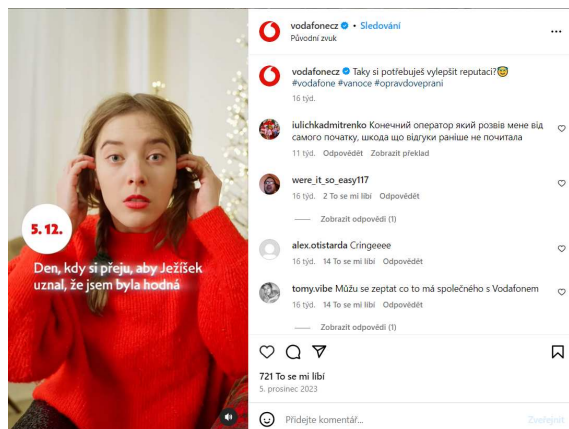 5. 12.
Den, kdy si přeju, aby Ježíšek
uznal, že jsem byla hodná
vodafonecz • Sledování
Původní zvuk
vodafonecz Taky si potřebuješ vylepšit reputaci?😇
#vodafone #vanoce #opravdoveprani
16 týd.
iulichkadmitrenko Конечний оператор який розвів мене від
самого початку, шкода що відгуки раніше не почитала
11 týd. Odpovědět Zobrazit překlad
were_it_so_easy117
16 týd. 2 To se mi líbí Odpovědět
Zobrazit odpovědi (1)
alex.otistarda Cringeeee
16 týd. 14 To se mi líbí Odpovědět
tomy.vibe Můžu se zeptat co to má společného s Vodafonem
16 týd. 14 To se mi líbí Odpovědět
Zobrazit odpovědi (1)
721 To se mi líbí
5. prosinec 2023
Přidejte komentář...
Zveřejnit